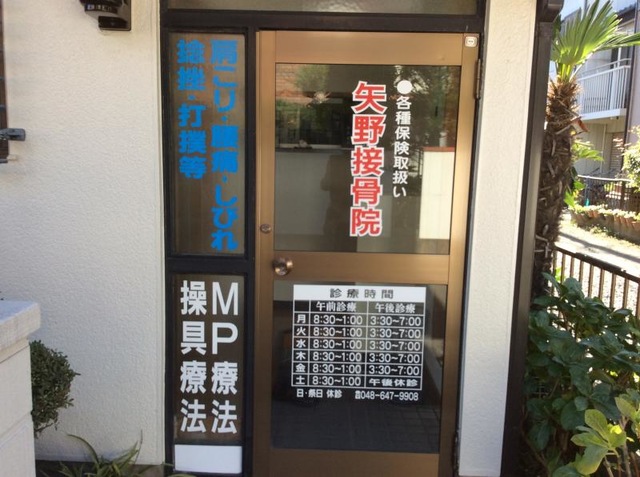 肩こり・頭痛・しびれ
捻挫・打撲等
MP療法
操具療法
●各種保険取扱い
矢野接骨院
診療時間
午前診療 午後診療
月 8:30~1:00 3:30~7:00
火 8:30~1:00 3:30~7:00
水 8:30~1:00 3:30~7:00
木 8:30~1:00 3:30~7:00
金 8:30~1:00 3:30~7:00
土 8:30~1:00 午後休診
日・祭日 休診 ☎048-647-9908